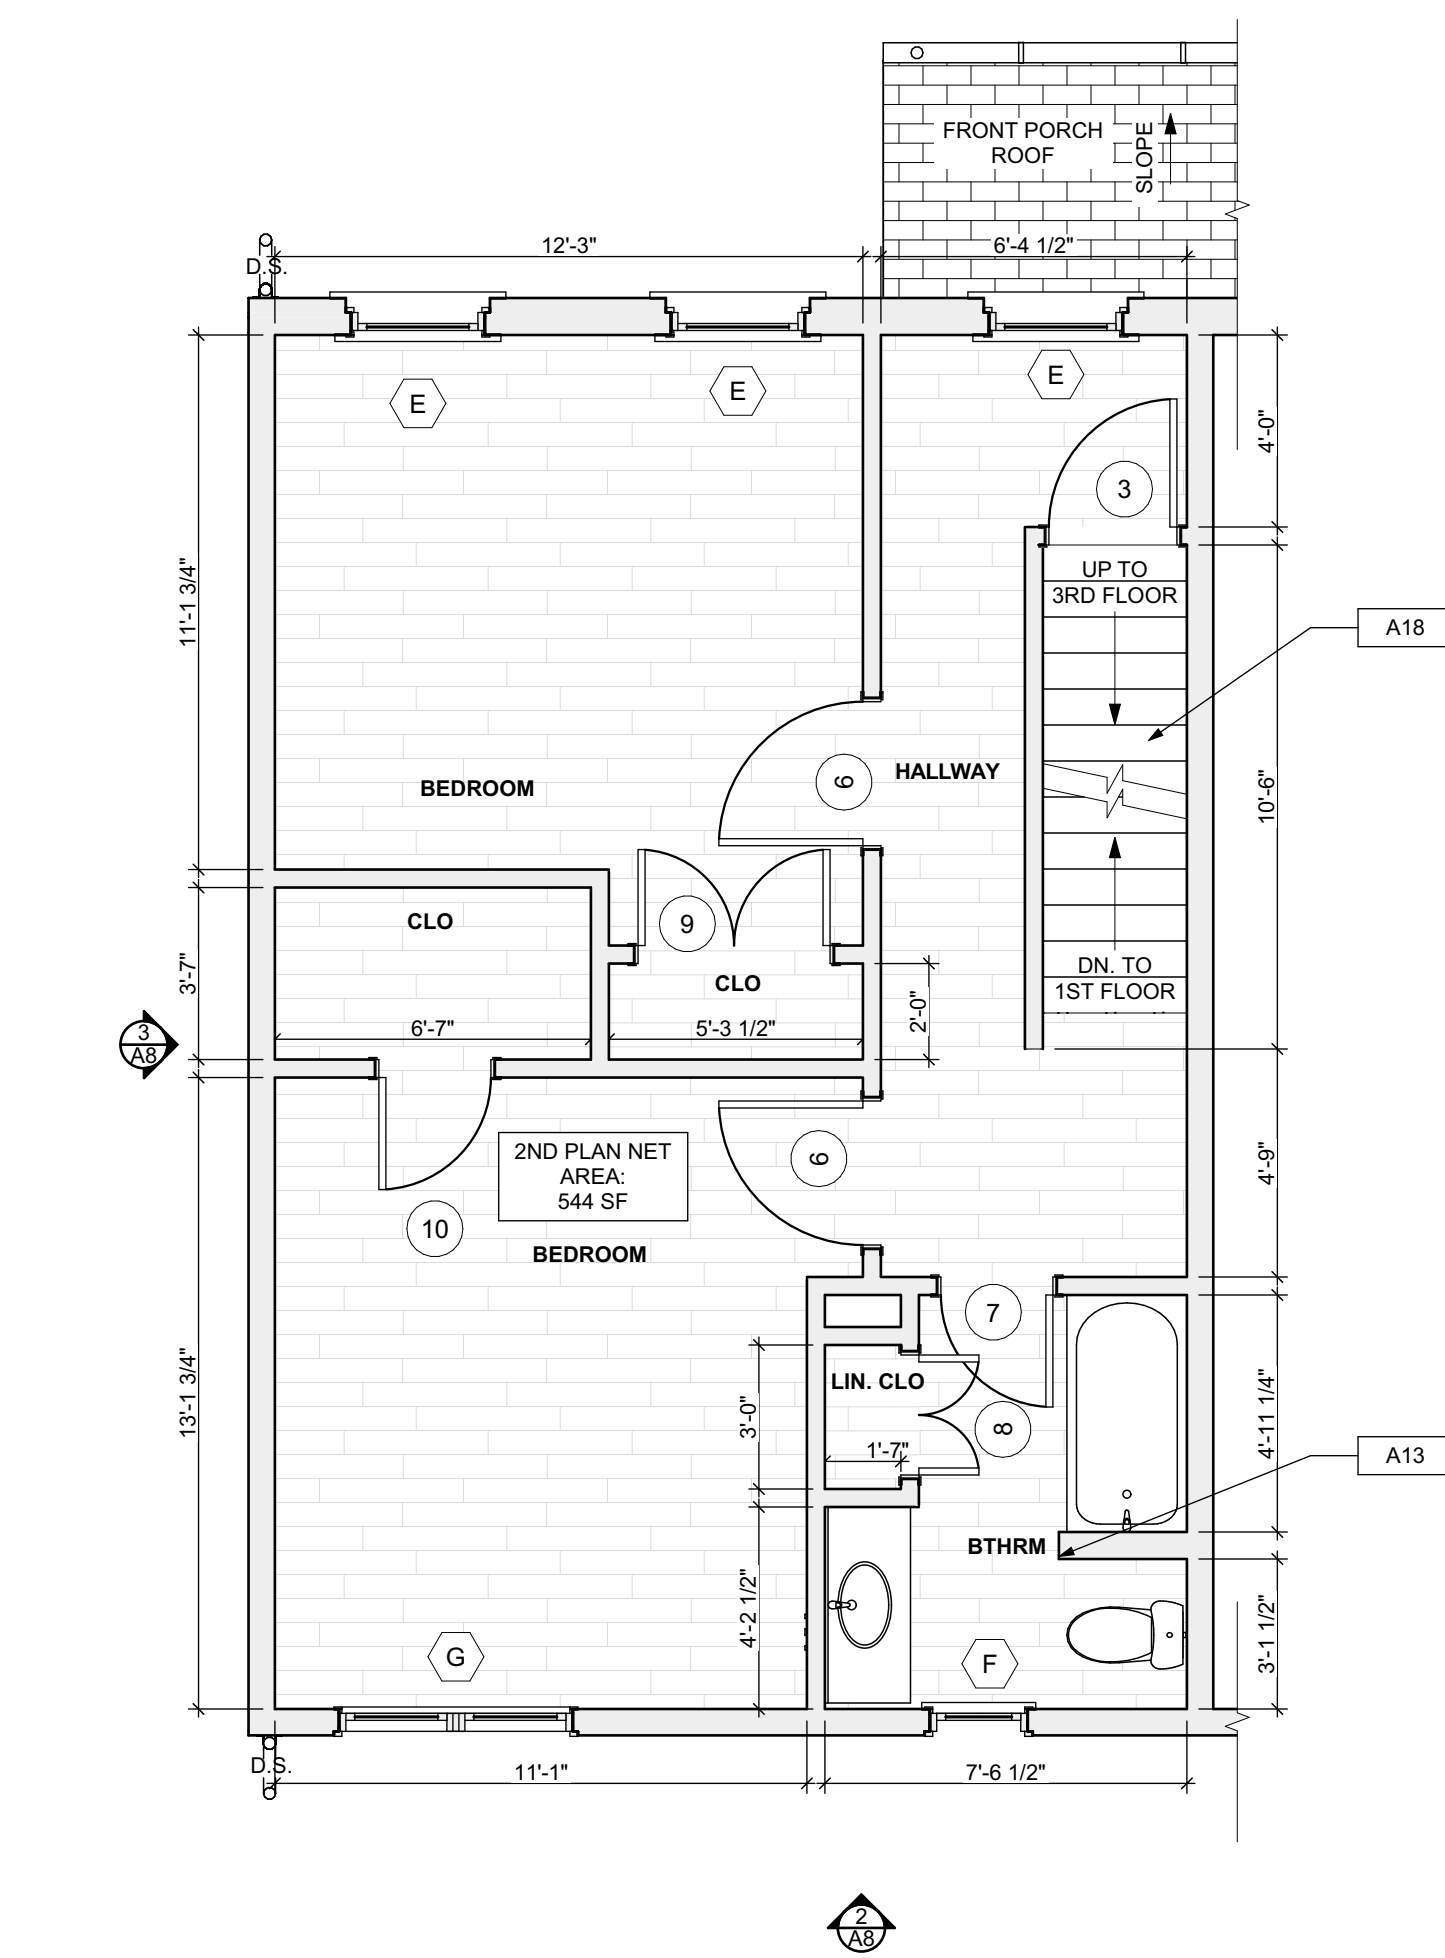 FRONT PORCH
ROOF
SLOPE
12'-3"
6'-4 1/2"
D.S.
E
E
E
4'-0"
3
UP TO
3RD FLOOR
A18
11'-1 3/4"
BEDROOM
6
HALLWAY
10'-6"
CLO
9
CLO
3'-7"
6'-7"
5'-3 1/2"
2'-0"
DN. TO
1ST FLOOR
3
A8
2ND PLAN NET
AREA:
544 SF
6
4'-9"
10
BEDROOM
7
13'-1 3/4"
3'-0"
LIN. CLO
8
1'-7"
4'-11 1/4"
A13
BTHRM
4'-2 1/2"
3'-1 1/2"
G
F
D.S.
11'-1"
7'-6 1/2"
2
A8